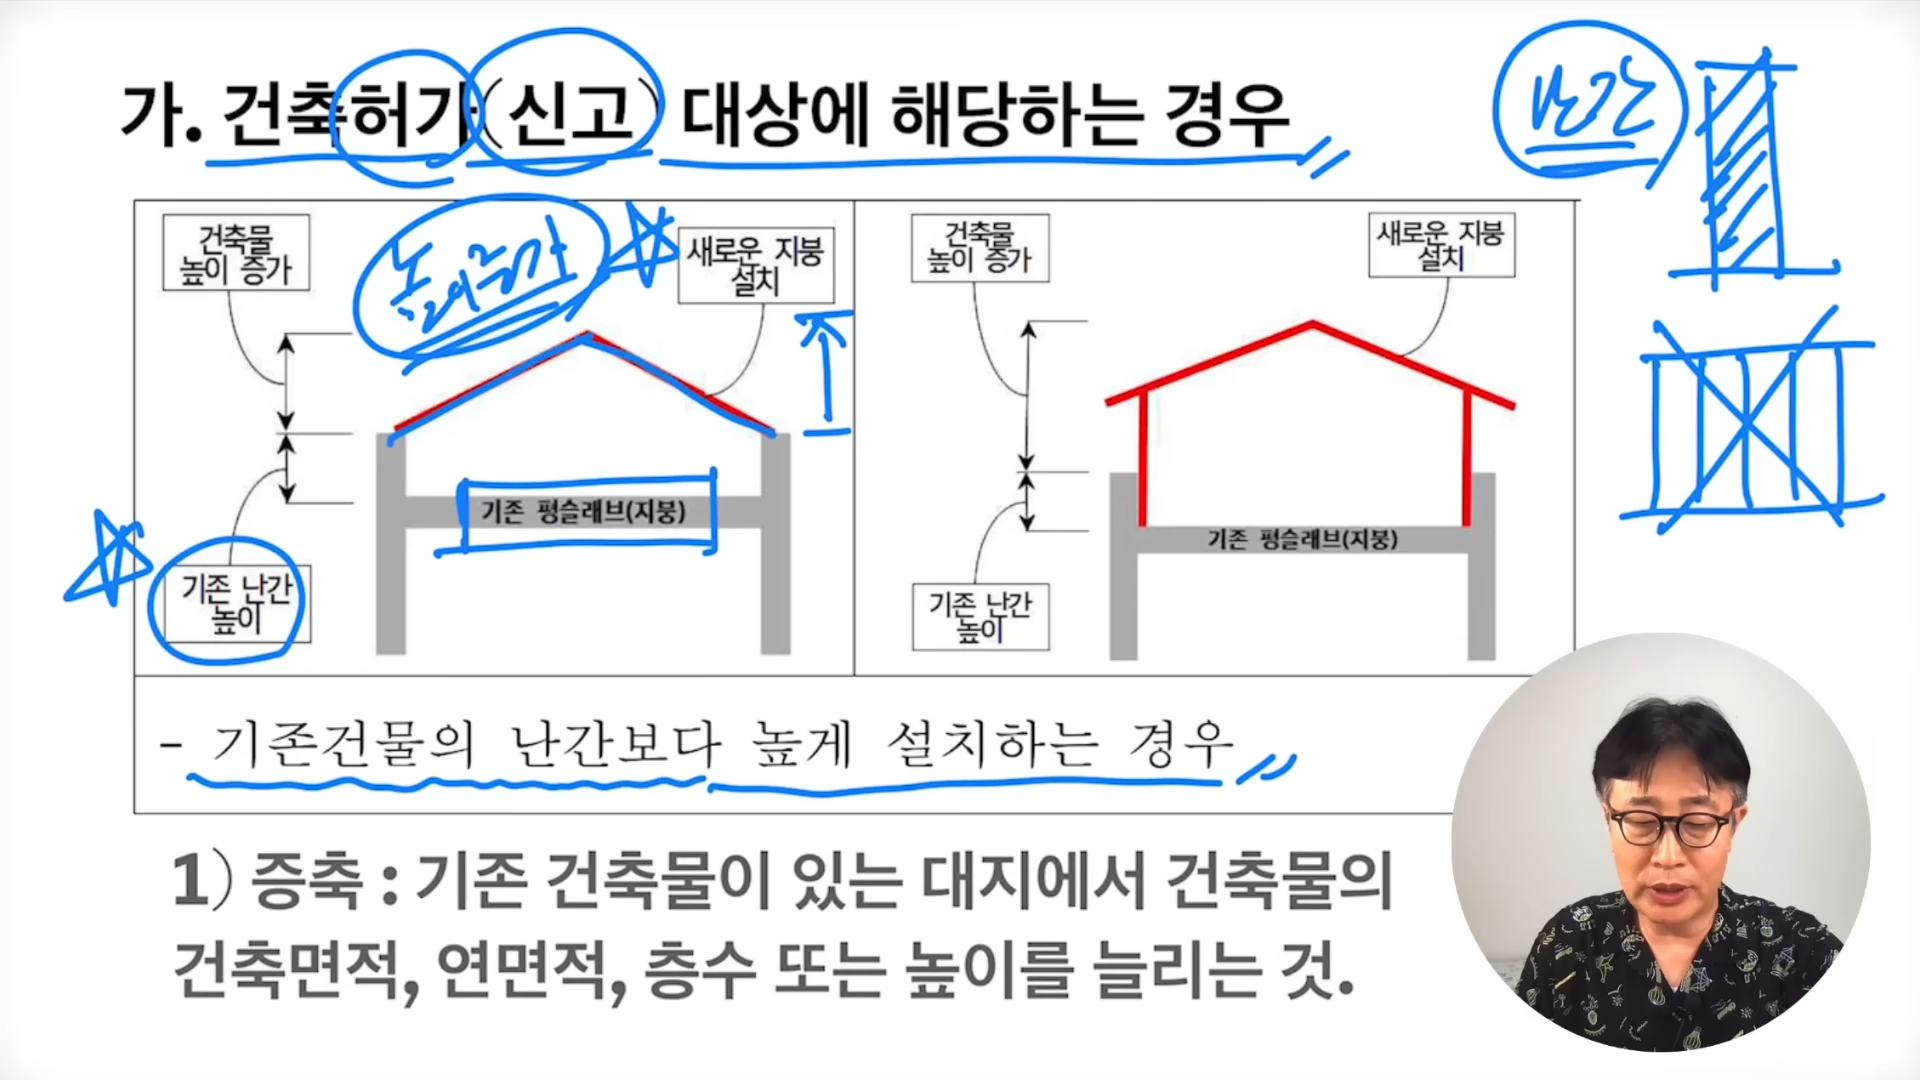 가. 건축허가(신고) 대상에 해당하는 경우
난간
건축물
높이 증가
높이증가
새로운 지붕
설치
기존 평슬래브(지붕)
기존 난간
높이
건축물
높이 증가
새로운 지붕
설치
기존 평슬래브(지붕)
기존 난간
높이
- 기존건물의 난간보다 높게 설치하는 경우
1) 증축 : 기존 건축물이 있는 대지에서 건축물의
건축면적, 연면적, 층수 또는 높이를 늘리는 것.